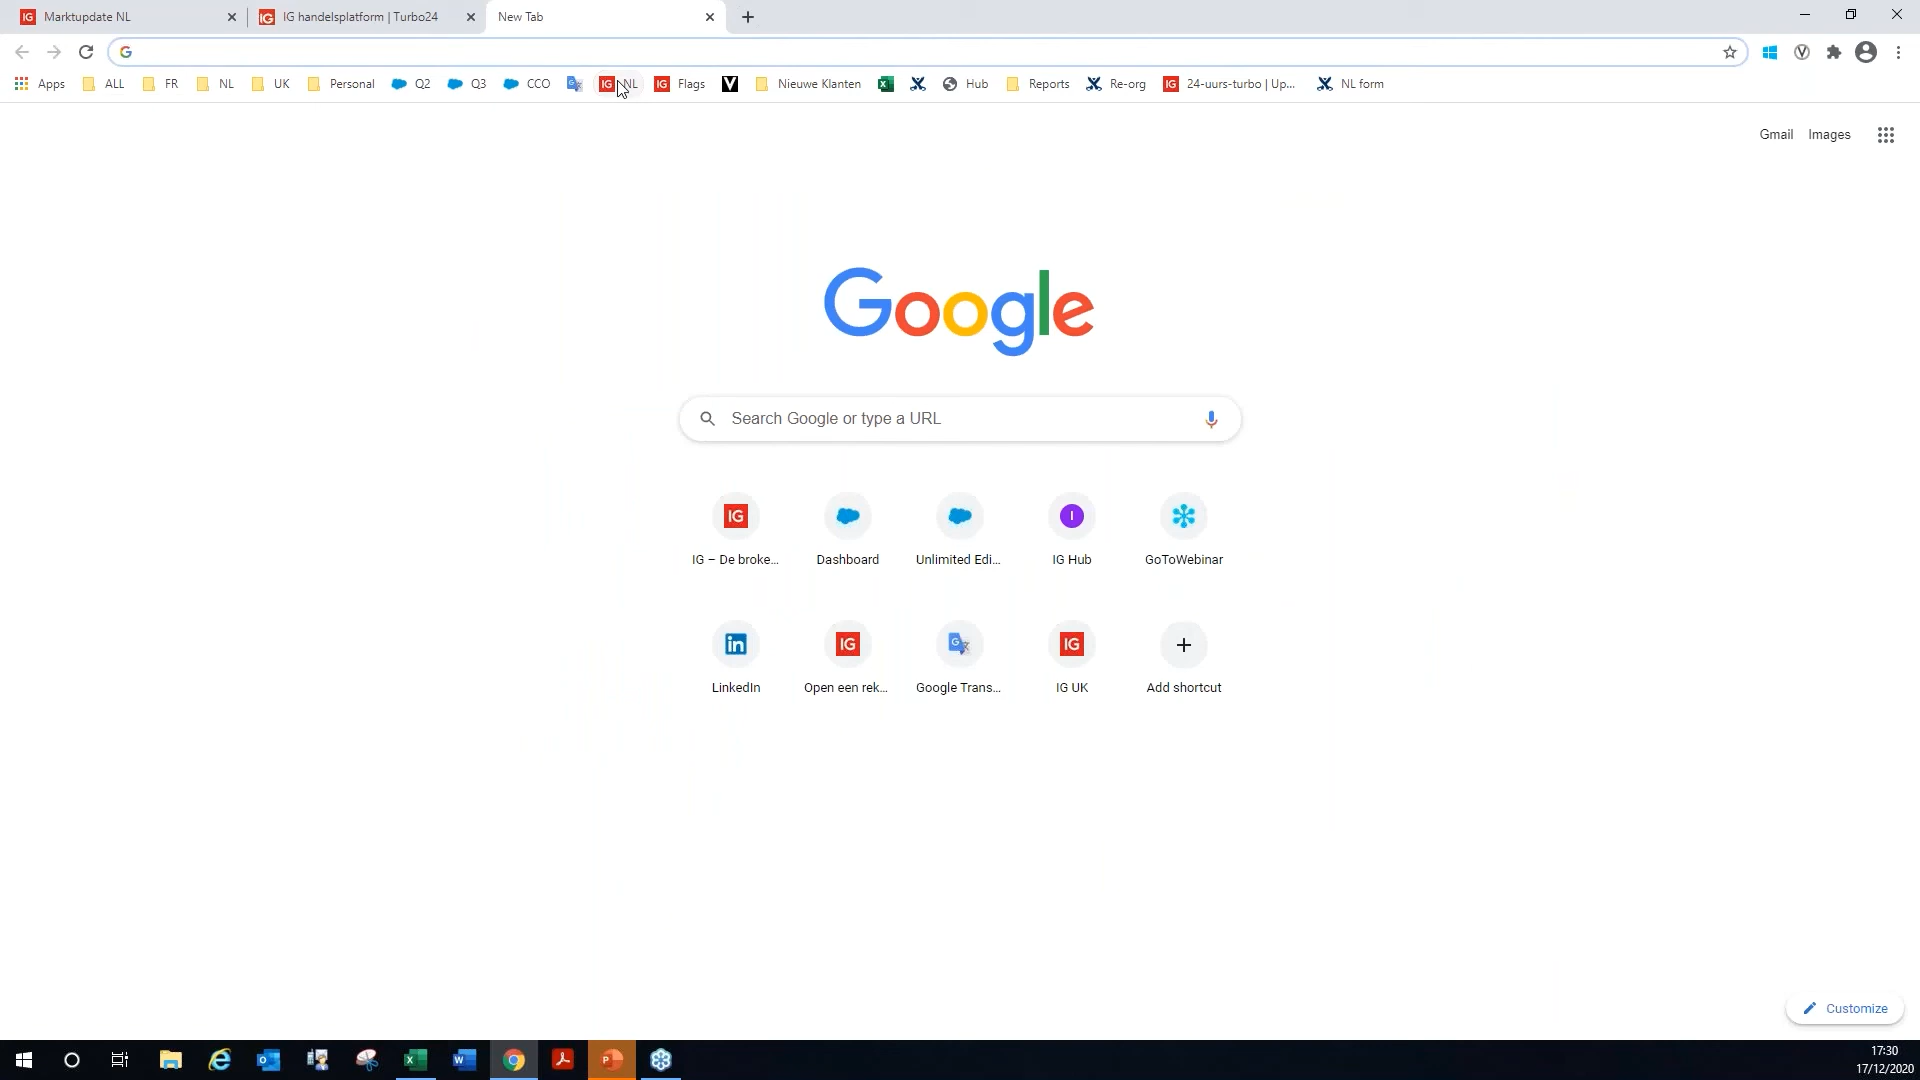 Marktupdate NL
IG handelsplatform | Turbo24
New Tab
Apps ALL FR NL UK Personal Q2 Q3 CCO NL Flags Nieuwe Klanten Hub Reports Re-org 24-uurs-turbo | Up... NL form
Gmail Images
Google
Search Google or type a URL
IG – De broke... Dashboard Unlimited Edi... IG Hub GoToWebinar
LinkedIn Open een rek... Google Trans... IG UK Add shortcut
Customize
17:30
17/12/2020